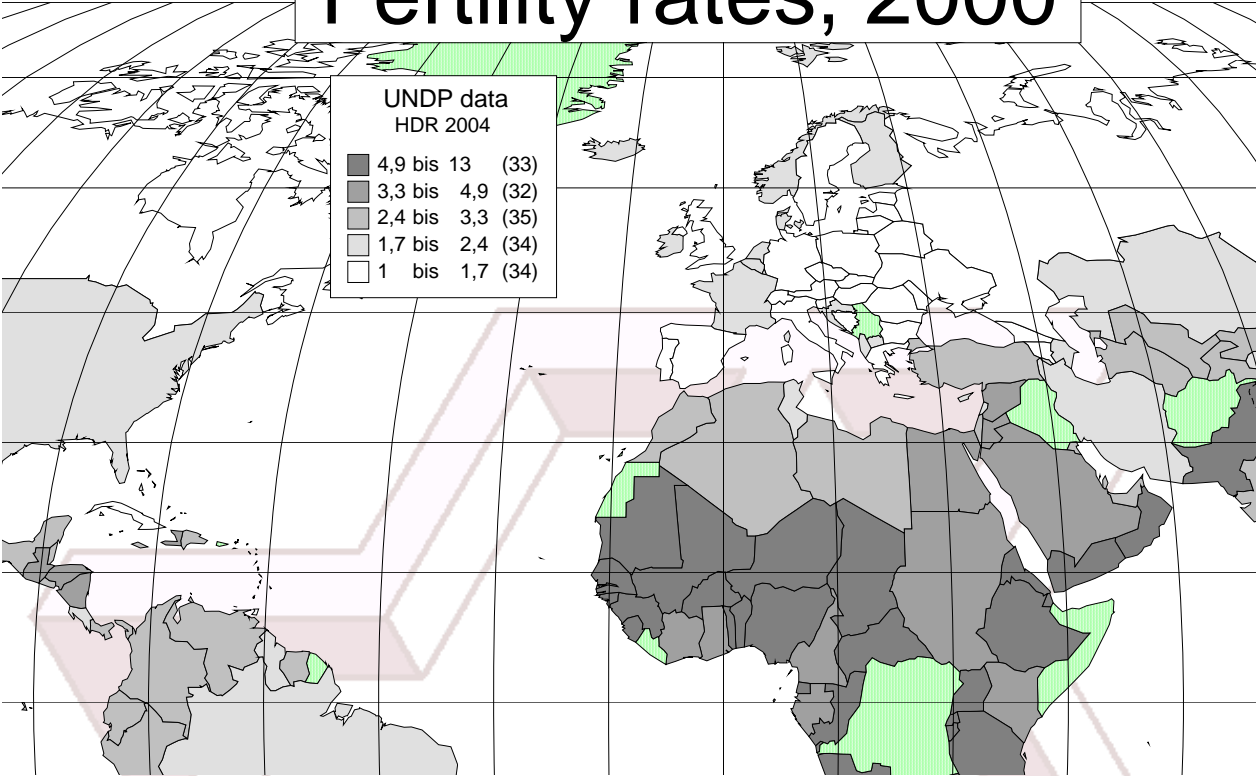 Fertility rates, 2000
UNDP data
HDR 2004
4,9 bis 13 (33)
3,3 bis 4,9 (32)
2,4 bis 3,3 (35)
1,7 bis 2,4 (34)
1 bis 1,7 (34)